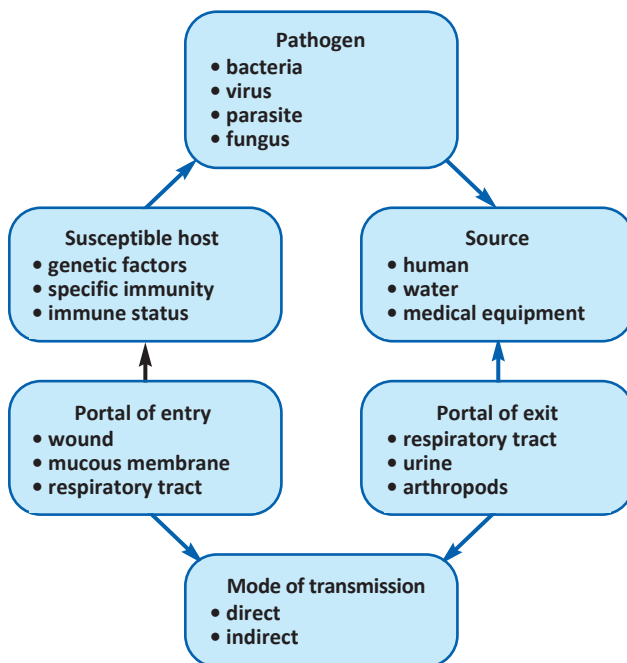 Pathogen
• bacteria
• virus
• parasite
• fungus
Susceptible host
• genetic factors
• specific immunity
• immune status
Source
• human
• water
• medical equipment
Portal of entry
• wound
• mucous membrane
• respiratory tract
Portal of exit
• respiratory tract
• urine
• arthropods
Mode of transmission
• direct
• indirect